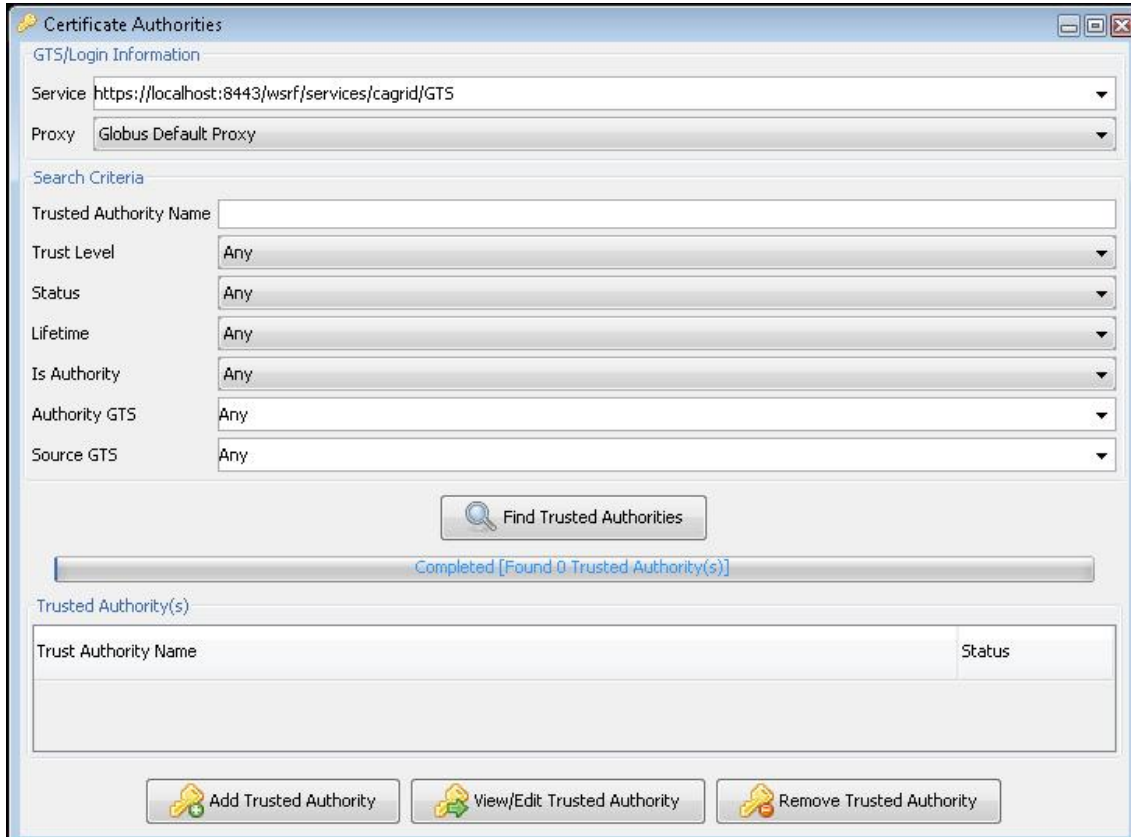 Certificate Authorities
GTS/Login Information
Service https://localhost:8443/wsrf/services/cagrid/GTS
Proxy Globus Default Proxy
Search Criteria
Trusted Authority Name
Trust Level Any
Status Any
Lifetime Any
Is Authority Any
Authority GTS Any
Source GTS Any
Find Trusted Authorities
Completed [Found 0 Trusted Authority(s)]
Trusted Authority(s)
Trust Authority Name Status
Add Trusted Authority View/Edit Trusted Authority Remove Trusted Authority